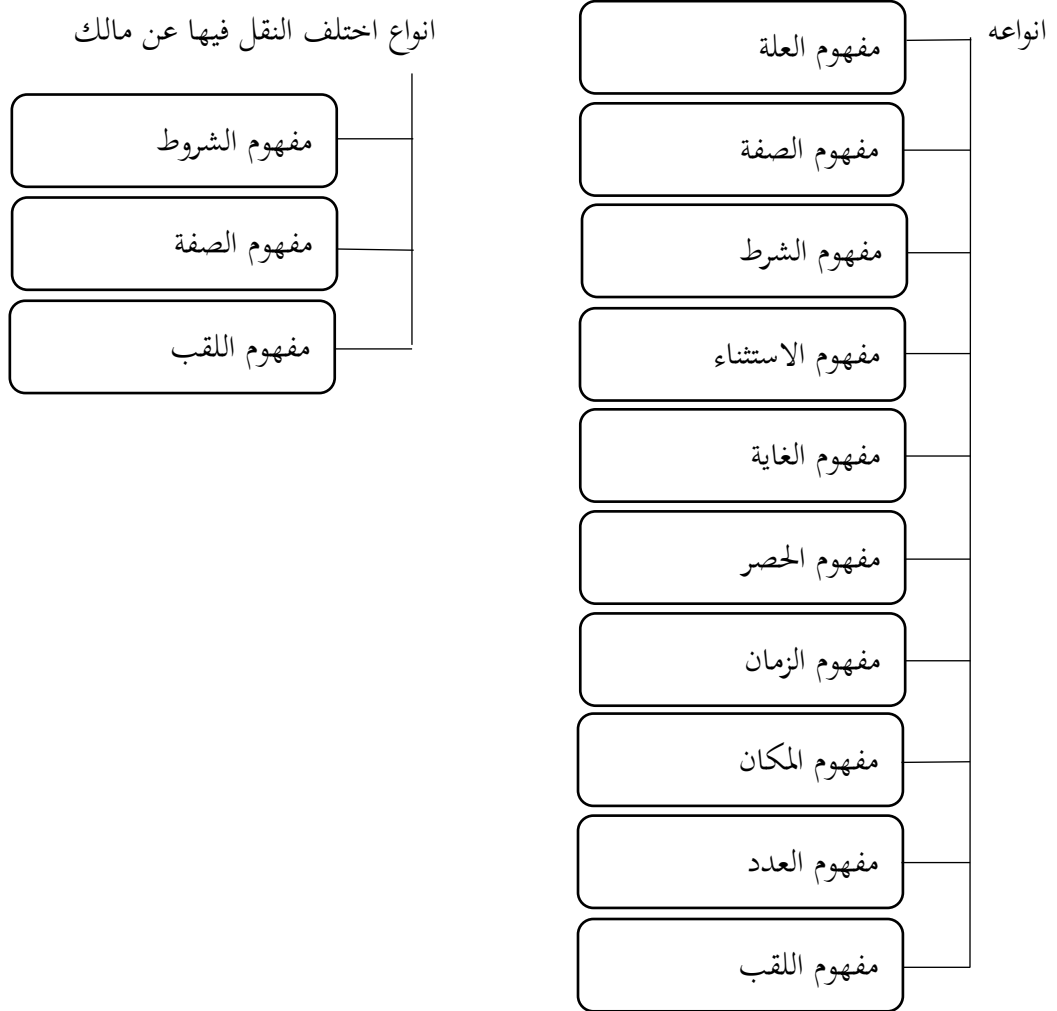 انواعه
مفهوم العلة
مفهوم الصفة
مفهوم الشرط
مفهوم الاستثناء
مفهوم الغاية
مفهوم الحصر
مفهوم الزمان
مفهوم المكان
مفهوم العدد
مفهوم اللقب
انواع اختلف النقل فيها عن مالك
مفهوم الشروط
مفهوم الصفة
مفهوم اللقب